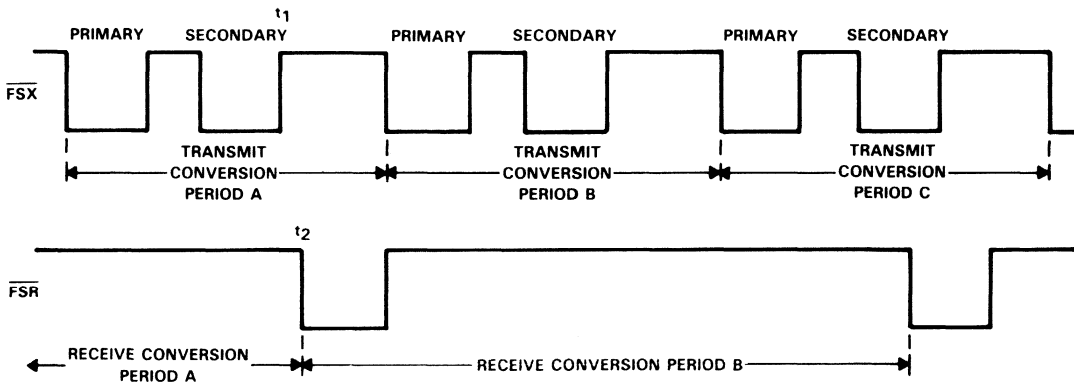 t1
PRIMARY SECONDARY PRIMARY SECONDARY PRIMARY SECONDARY
FSX
TRANSMIT CONVERSION PERIOD A
TRANSMIT CONVERSION PERIOD B
TRANSMIT CONVERSION PERIOD C
t2
FSR
RECEIVE CONVERSION PERIOD A
RECEIVE CONVERSION PERIOD B